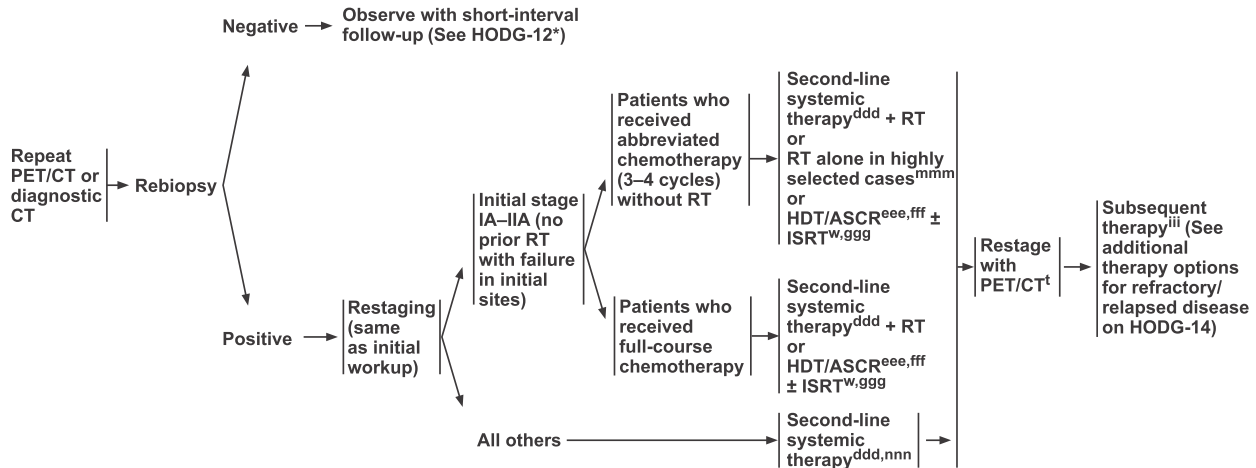 Negative
Observe with short-interval
follow-up (See HODG-12*)
Repeat
PET/CT or
diagnostic
CT
Rebiopsy
Positive
Restaging
(same
as initial
workup)
Initial stage
IA–IIA (no
prior RT
with failure
in initial
sites)
Patients who
received
abbreviated
chemotherapy
(3–4 cycles)
without RT
Second-line
systemic
therapyddd + RT
or
RT alone in highly
selected casesmmm
or
HDT/ASCReee,fff ±
ISRTw,ggg
Patients who
received
full-course
chemotherapy
Second-line
systemic
therapyddd + RT
or
HDT/ASCReee,fff
± ISRTw,ggg
All others
Second-line
systemic
therapyddd,nnn
Restage
with
PET/CTt
Subsequent
therapyiii (See
additional
therapy options
for refractory/
relapsed disease
on HODG-14)